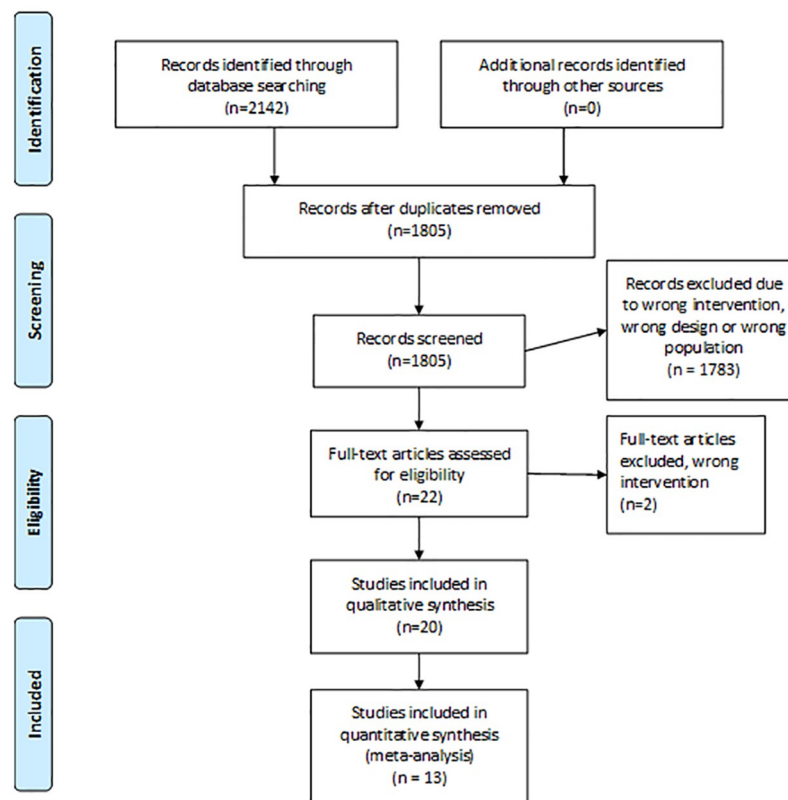 Identification
Records identified through
database searching
(n=2142)
Additional records identified
through other sources
(n=0)
Records after duplicates removed
(n=1805)
Screening
Records screened
(n=1805)
Records excluded due
to wrong intervention,
wrong design or wrong
population
(n = 1783)
Eligibility
Full-text articles assessed
for eligibility
(n=22)
Full-text articles
excluded, wrong
intervention
(n=2)
Studies included in
qualitative synthesis
(n=20)
Included
Studies included in
quantitative synthesis
(meta-analysis)
(n = 13)